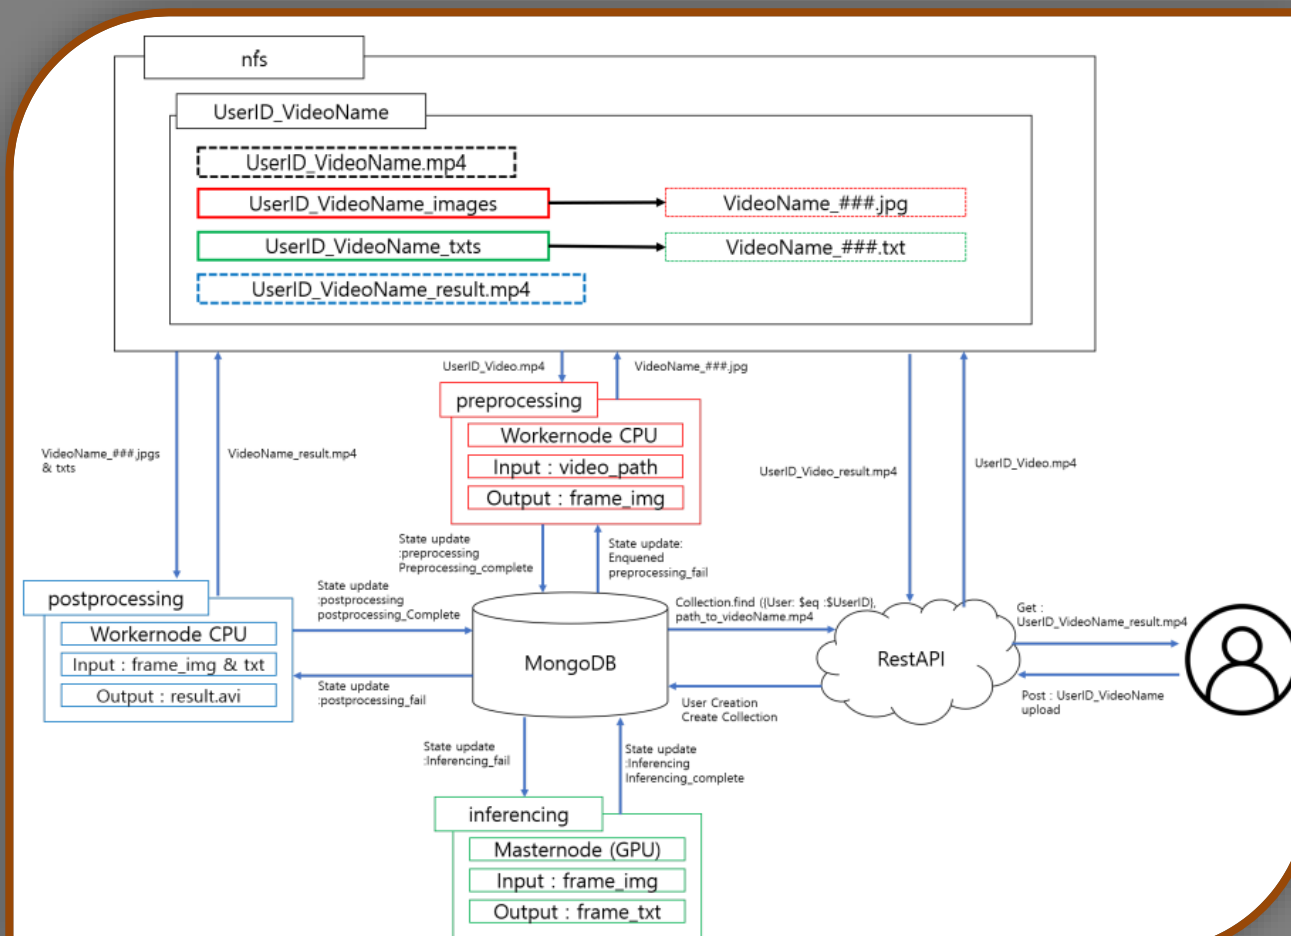 nfs
UserID_VideoName
UserID_VideoName.mp4
UserID_VideoName_images
VideoName_###.jpg
UserID_VideoName_txts
VideoName_###.txt
UserID_VideoName_result.mp4
UserID_Video.mp4
VideoName_###.jpg
preprocessing
Workernode CPU
Input : video_path
Output : frame_img
VideoName_###.jpgs
& txts
VideoName_result.mp4
UserID_Video_result.mp4
UserID_Video.mp4
State update
:preprocessing
Preprocessing_complete
State update:
Enquened
preprocessing_fail
postprocessing
Workernode CPU
Input : frame_img & txt
Output : result.avi
State update
:postprocessing
postprocessing_Complete
State update
:postprocessing_fail
MongoDB
Collection.find ({User: $eq :$UserID},
path_to_videoName.mp4
User Creation
Create Collection
RestAPI
Get :
UserID_VideoName_result.mp4
Post : UserID_VideoName
upload
State update
:Inferencing_fail
State update
:Inferencing
Inferencing_complete
inferencing
Masternode (GPU)
Input : frame_img
Output : frame_txt